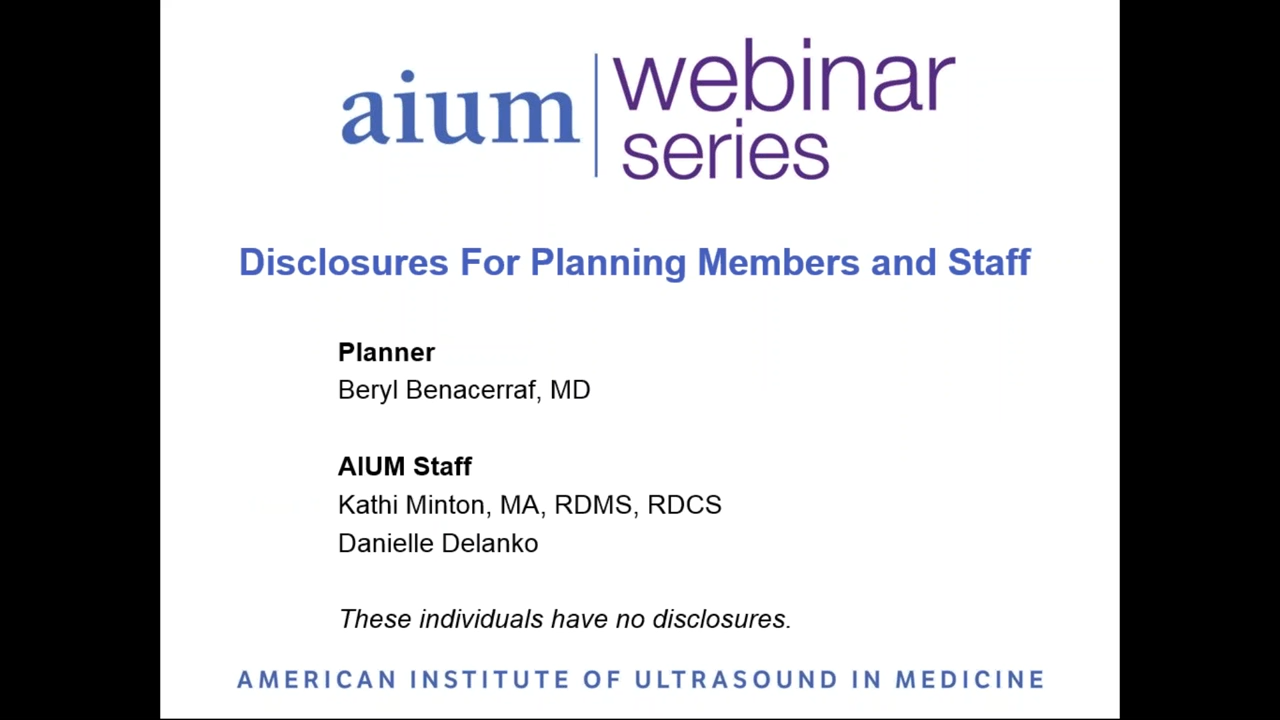 aium webinar
series
Disclosures For Planning Members and Staff
Planner
Beryl Benacerraf, MD
AIUM Staff
Kathi Minton, MA, RDMS, RDCS
Danielle Delanko
These individuals have no disclosures.
AMERICAN INSTITUTE OF ULTRASOUND IN MEDICINE